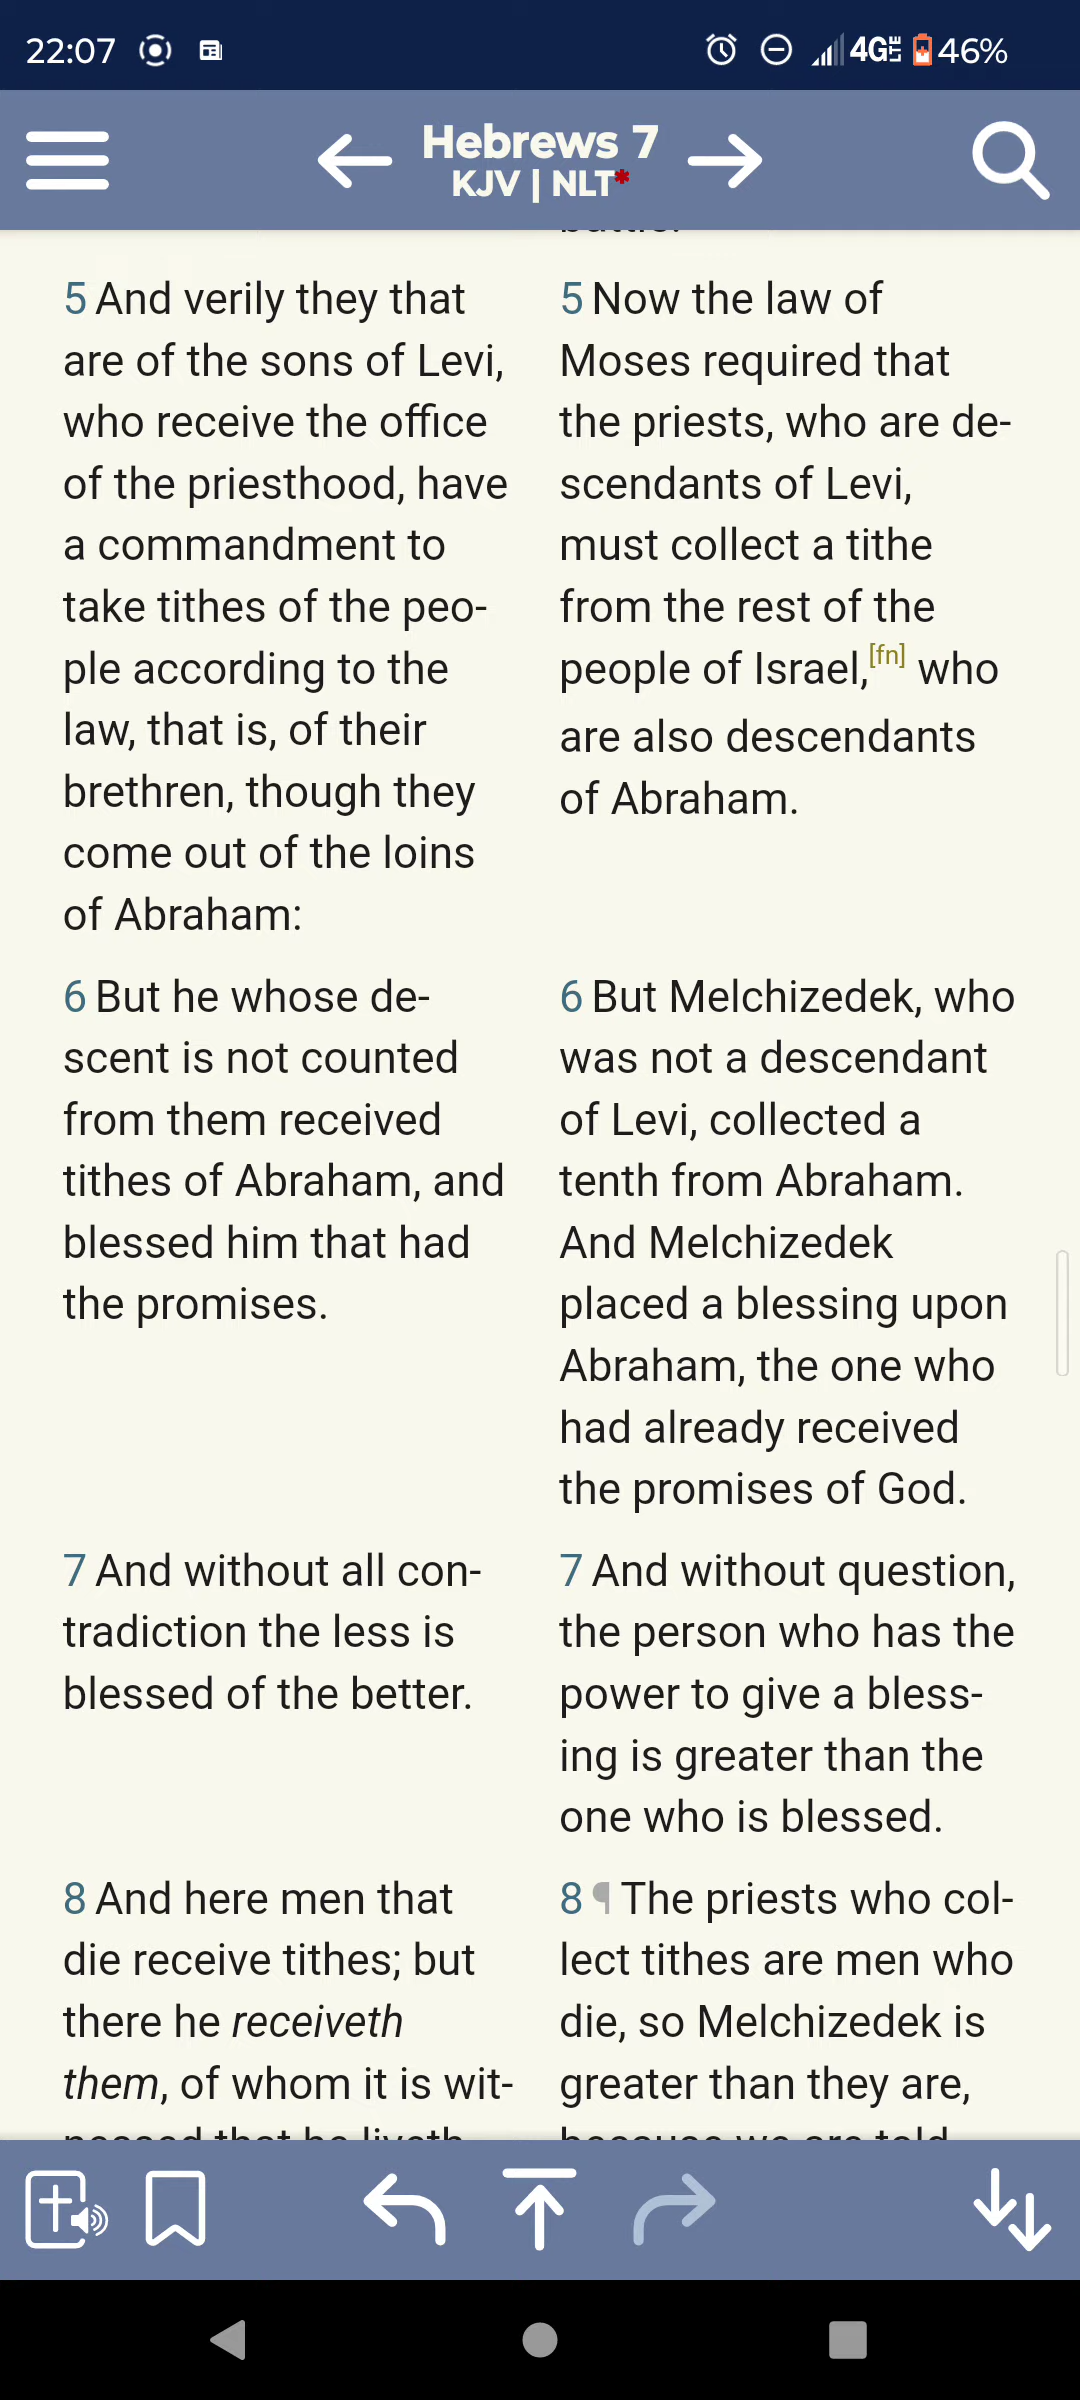 22:07
4G LTE 46%
Hebrews 7
KJV | NLT*
5 And verily they that
are of the sons of Levi,
who receive the office
of the priesthood, have
a commandment to
take tithes of the peo-
ple according to the
law, that is, of their
brethren, though they
come out of the loins
of Abraham:
6 But he whose de-
scent is not counted
from them received
tithes of Abraham, and
blessed him that had
the promises.
7 And without all con-
tradiction the less is
blessed of the better.
8 And here men that
die receive tithes; but
there he receiveth
them, of whom it is wit-
nessed that he liveth
5 Now the law of
Moses required that
the priests, who are de-
scendants of Levi,
must collect a tithe
from the rest of the
people of Israel,[fn] who
are also descendants
of Abraham.
6 But Melchizedek, who
was not a descendant
of Levi, collected a
tenth from Abraham.
And Melchizedek
placed a blessing upon
Abraham, the one who
had already received
the promises of God.
7 And without question,
the person who has the
power to give a bless-
ing is greater than the
one who is blessed.
8 ¶ The priests who col-
lect tithes are men who
die, so Melchizedek is
greater than they are,
because we are told